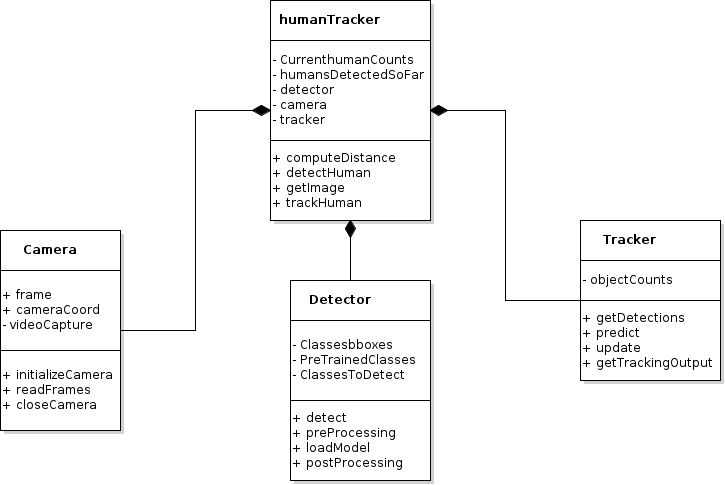 humanTracker
- CurrenthumanCounts
- humansDetectedSoFar
- detector
- camera
- tracker
+ computeDistance
+ detectHuman
+ getImage
+ trackHuman
Camera
+ frame
+ cameraCoord
- videoCapture
+ initializeCamera
+ readFrames
+ closeCamera
Detector
- Classesbboxes
- PreTrainedClasses
- ClassesToDetect
+ detect
+ preProcessing
+ loadModel
+ postProcessing
Tracker
- objectCounts
+ getDetections
+ predict
+ update
+ getTrackingOutput